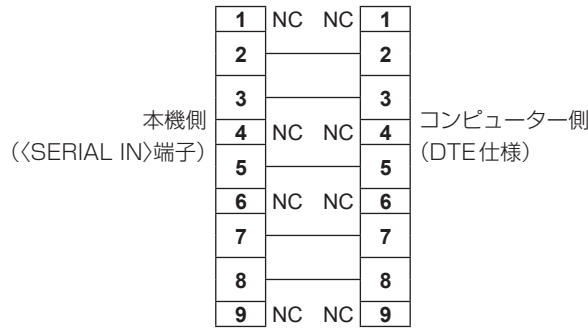 1 NC NC 1
2 2
3 3
本機側
(〈SERIAL IN〉端子)
4 NC NC 4
コンピューター側
(DTE仕様)
5 5
6 NC NC 6
7 7
8 8
9 NC NC 9